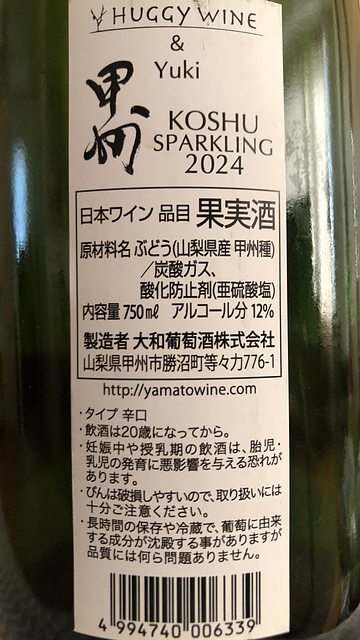 HUGGY WINE
&
Yuki
甲州
KOSHU
SPARKLING
2024
日本ワイン 品目 果実酒
原材料名 ぶどう(山梨県産 甲州種)
/炭酸ガス、
酸化防止剤(亜硫酸塩)
内容量 750㎖ アルコール分 12%
製造者 大和葡萄酒株式会社
山梨県甲州市勝沼町等々力776-1
http://yamatowine.com
・タイプ 辛口
・飲酒は20歳になってから。
・妊娠中や授乳期の飲酒は、胎児・
乳児の発育に悪影響を与える恐れが
あります。
・びんは破損しやすいので、取り扱いには
十分ご注意ください。
・長時間の保存や冷蔵で、葡萄に由来
する成分が沈殿する事がありますが
品質には何ら問題ありません。
4 994740 006339